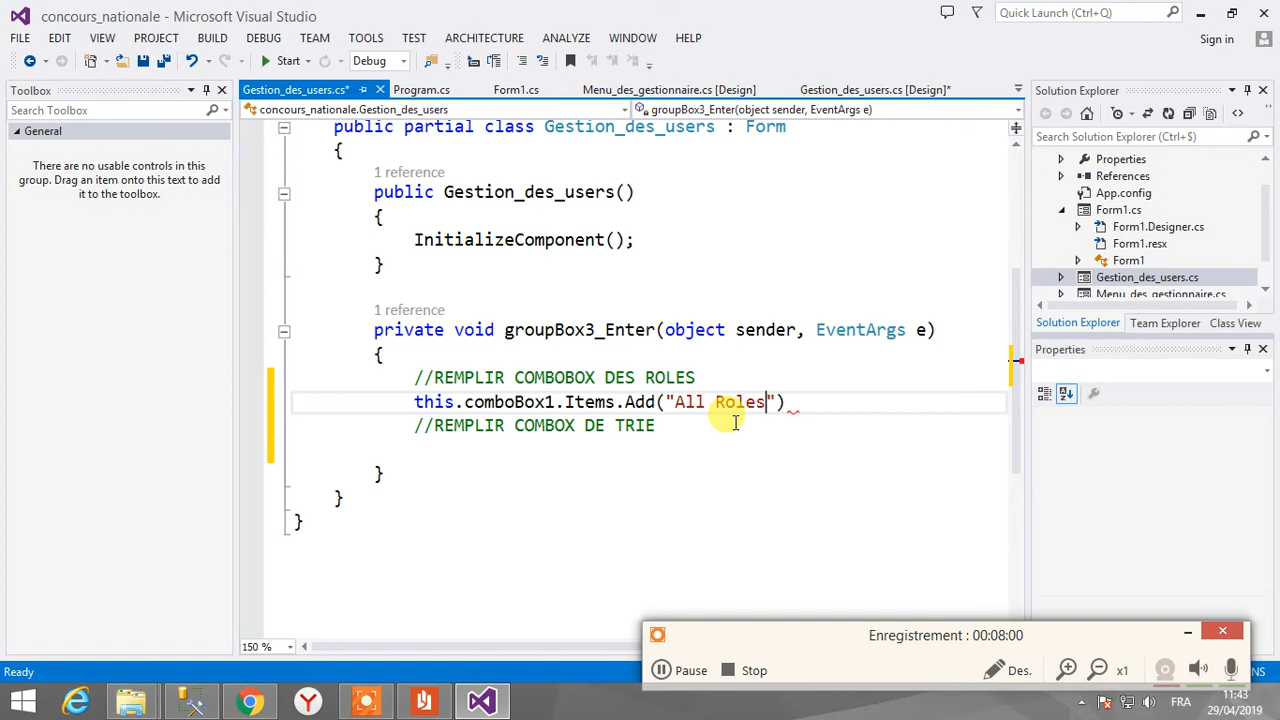 concours_nationale - Microsoft Visual Studio
Quick Launch (Ctrl+Q)
FILE EDIT VIEW PROJECT BUILD DEBUG TEAM TOOLS TEST ARCHITECTURE ANALYZE WINDOW HELP
Sign in
Start Debug
Toolbox
Search Toolbox
General
There are no usable controls in this
group. Drag an item onto this text to add
it to the toolbox.
Gestion_des_users.cs* Program.cs Form1.cs Menu_des_gestionnaire.cs [Design] Gestion_des_users.cs [Design]*
concours_nationale.Gestion_des_users groupBox3_Enter(object sender, EventArgs e)
public partial class Gestion_des_users : Form
{
1 reference
public Gestion_des_users()
{
InitializeComponent();
}
1 reference
private void groupBox3_Enter(object sender, EventArgs e)
{
//REMPLIR COMBOBOX DES ROLES
this.comboBox1.Items.Add("All Roles")
//REMPLIR COMBOX DE TRIE
}
}
}
150 %
Solution Explorer
Search Solution Explorer (Ctrl+$)
Properties
References
App.config
Form1.cs
Form1.Designer.cs
Form1.resx
Form1
Gestion_des_users.cs
Menu_des_gestionnaire.cs
Solution Explorer Team Explorer Class View
Properties
Ready
NS
Enregistrement : 00:08:00
Pause Stop Des. x1
FRA
11:43
29/04/2019